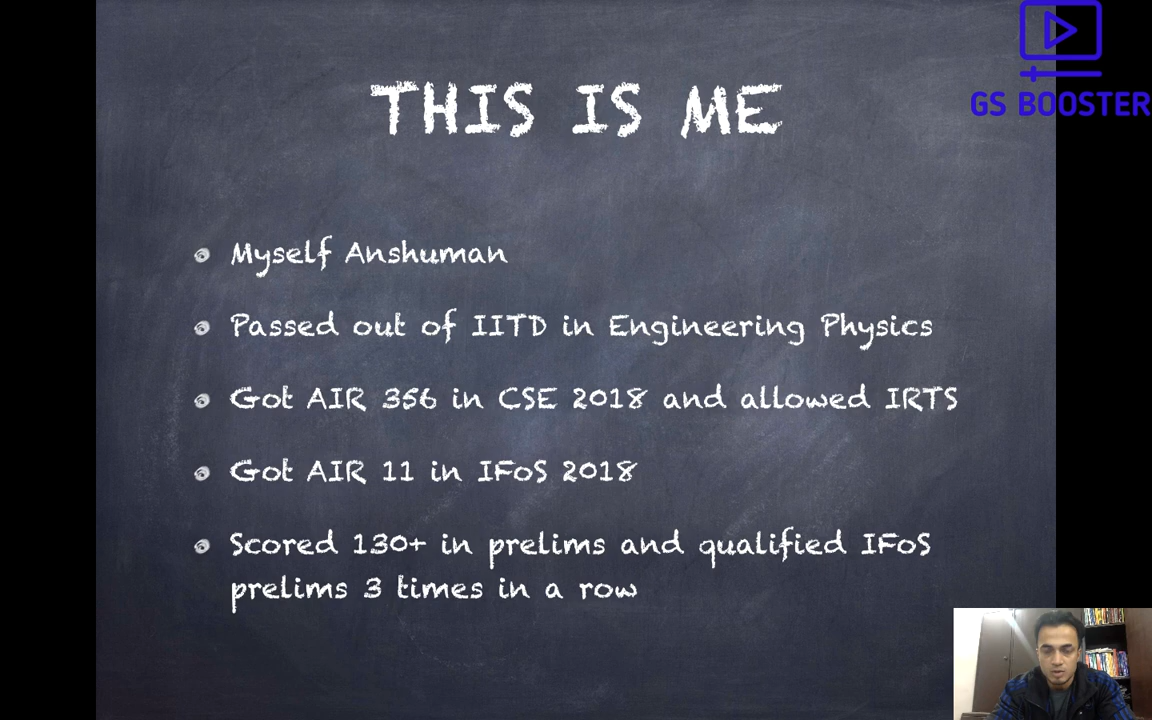 GS BOOSTER
THIS IS ME
Myself Anshuman
Passed out of IITD in Engineering Physics
Got AIR 356 in CSE 2018 and allowed IRTS
Got AIR 11 in IFoS 2018
Scored 130+ in prelims and qualified IFoS
prelims 3 times in a row